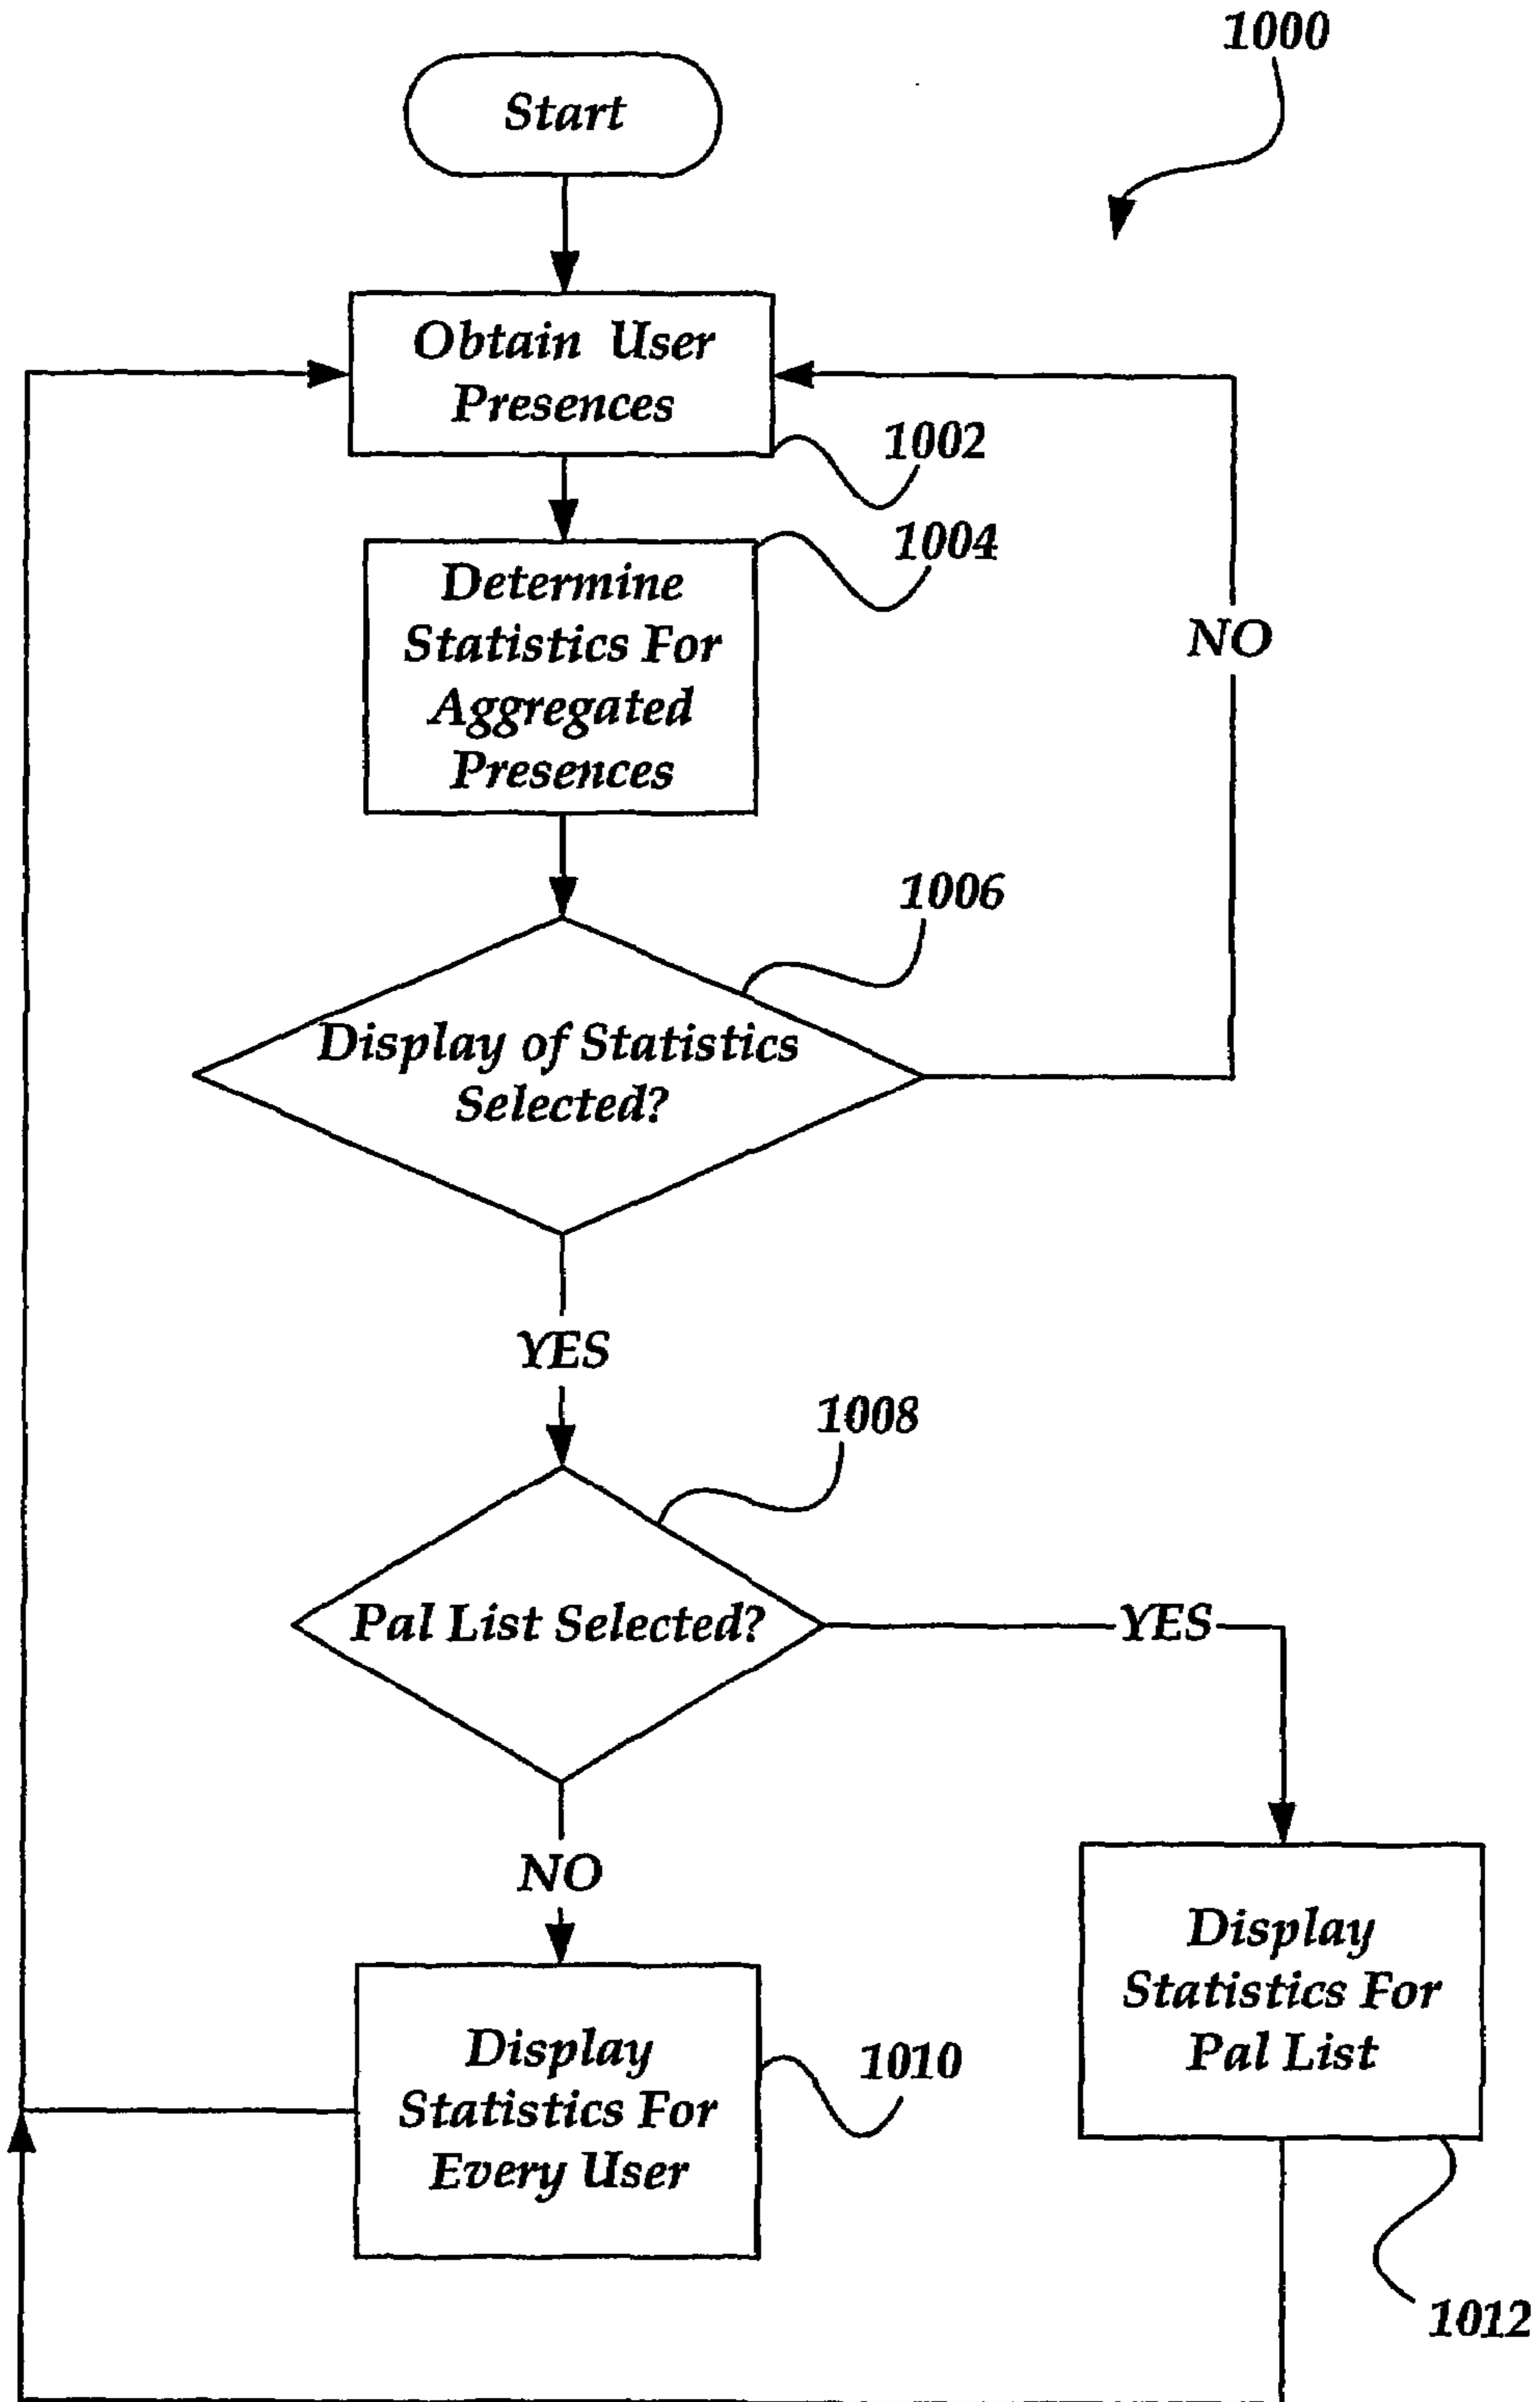 1000
Start
Obtain User
Presences
1002
1004
Determine
Statistics For
Aggregated
Presences
NO
1006
Display of Statistics
Selected?
YES
1008
Pal List Selected?
YES
NO
Display
Statistics For
Pal List
Display
Statistics For
Every User
1010
1012